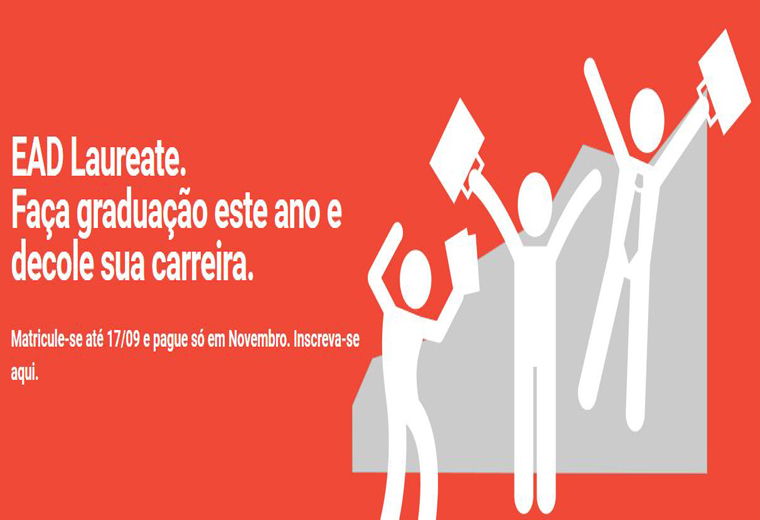 EAD Laureate.
Faça graduação este ano e
decole sua carreira.
Matricule-se até 17/09 e pague só em Novembro. Inscreva-se
aqui.